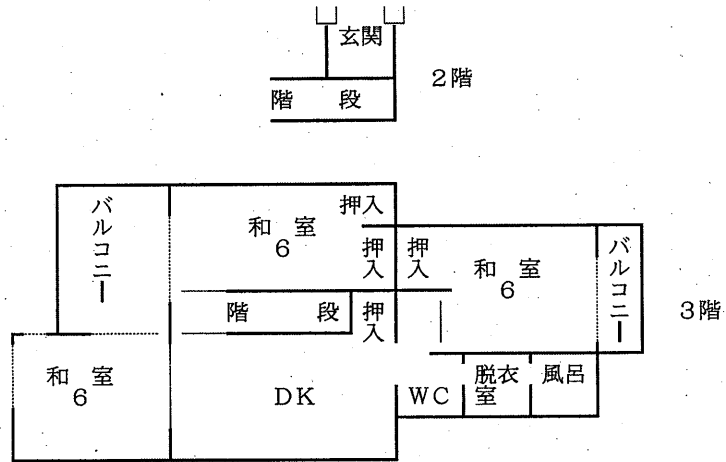 玄関
2階
階　段
バルコニー
和　室
6
押入
押入
押入
和　室
6
バルコニー
3階
階　段
押入
和　室
6
DK
WC
脱衣室
風呂